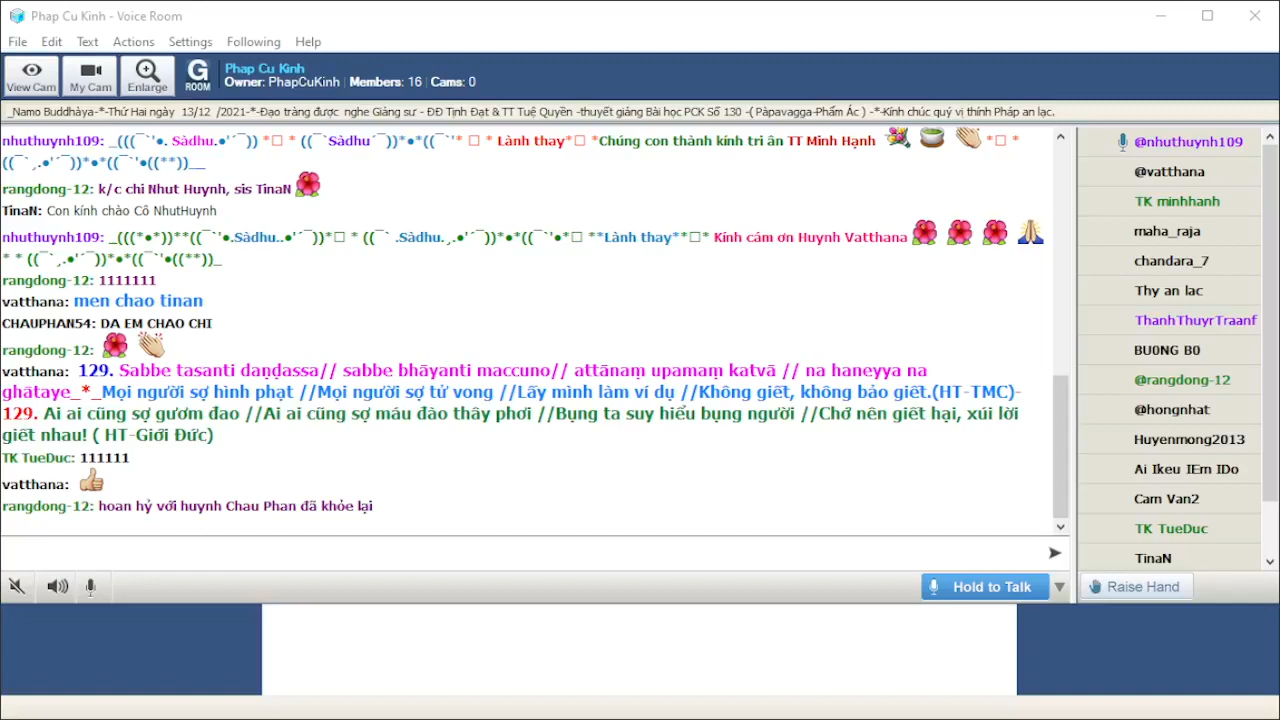 Phap Cu Kinh - Voice Room
File Edit Text Actions Settings Following Help
View Cam My Cam Enlarge G ROOM
Phap Cu Kinh
Owner: PhapCuKinh Members: 16 Cams: 0
_Namo Buddhàya-*-Thứ Hai ngày 13/12 /2021-*-Đạo tràng được nghe Giảng sư - ĐĐ Tịnh Đạt & TT Tuệ Quyền -thuyết giảng Bài học PCK Số 130 -( Pàpavagga-Phẩm Ác ) -*-Kính chúc quý vị thính Pháp an lạc.
nhuthuynh109: _(((¯`'•. Sàdhu.•'´¯)) *□ * ((¯`Sàdhu´¯))*•*((¯`'* □ * Lành thay*□ *Chúng con thành kính tri ân TT Minh Hạnh *□ *
((¯`¸.•'´¯))*•*((¯`'•((**))__
rangdong-12: k/c chi Nhut Huynh, sis TinaN
TinaN: Con kính chào Cô NhutHuynh
nhuthuynh109: _(((*•*))**((¯`'•.Sàdhu..•'´¯))*□ * ((¯` .Sàdhu.¸.•'´¯))*•*((¯`'•*□ **Lành thay**□* Kính cám ơn Huynh Vatthana
* * ((¯`¸.•'´¯))*•*((¯`'•((**))_
rangdong-12: 1111111
vatthana: men chao tinan
CHAUPHAN54: DA EM CHAO CHI
rangdong-12:
vatthana: 129. Sabbe tasanti daṇḍassa// sabbe bhāyanti maccuno// attānaṃ upamaṃ katvā // na haneyya na
ghātaye_*_Mọi người sợ hình phạt //Mọi người sợ tử vong //Lấy mình làm ví dụ //Không giết, không bảo giết.(HT-TMC)-
129. Ai ai cũng sợ gươm đao //Ai ai cũng sợ máu đào thây phơi //Bụng ta suy hiểu bụng người //Chớ nên giết hại, xúi lời
giết nhau! ( HT-Giới Đức)
TK TueDuc: 111111
vatthana:
rangdong-12: hoan hỷ với huynh Chau Phan đã khỏe lại
Hold to Talk
@nhuthuynh109
@vatthana
TK minhhanh
maha_raja
chandara_7
Thy an lac
ThanhThuyrTraanf
BU0NG B0
@rangdong-12
@hongnhat
Huyenmong2013
Ai Ikeu IEm IDo
Cam Van2
TK TueDuc
TinaN
Raise Hand